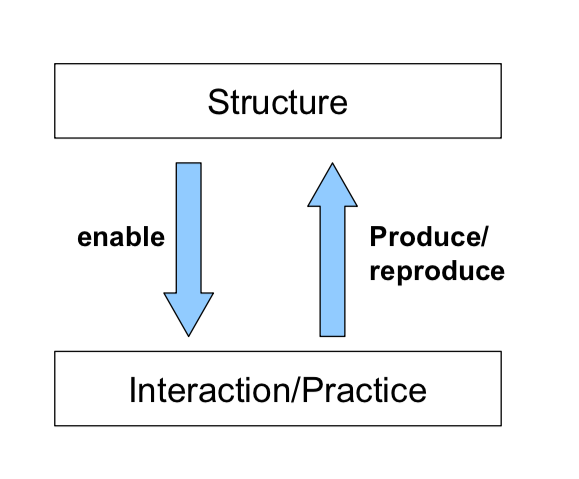 Structure
enable
Produce/
reproduce
Interaction/Practice